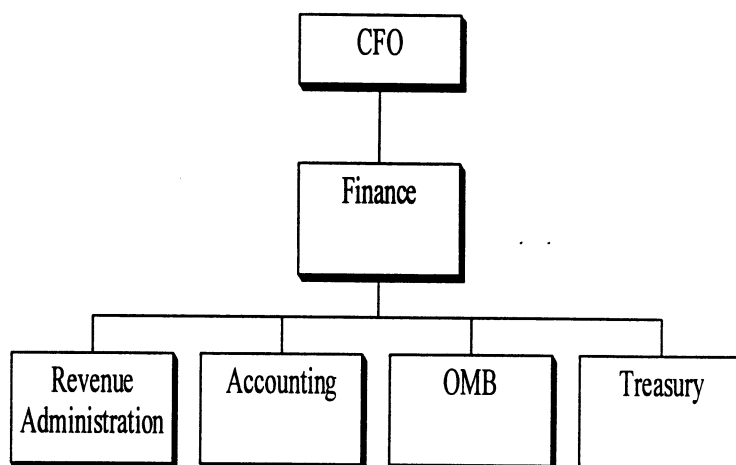 CFO
Finance
Revenue
Administration
Accounting
OMB
Treasury